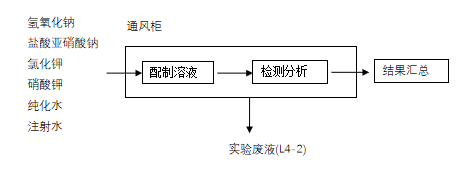 氢氧化钠
通风柜
盐酸亚硝酸钠
氯化钾
硝酸钾
纯化水
注射水
配制溶液
检测分析
结果汇总
实验废液(L4-2)